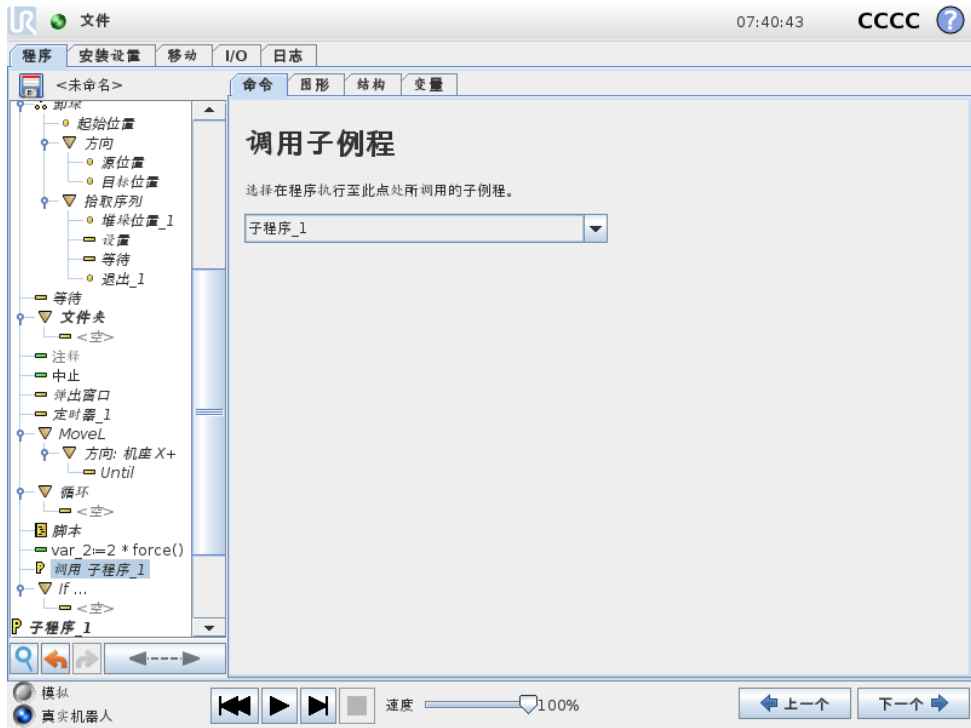 UR 文件 07:40:43 CCCC ?
程序 安装设置 移动 I/O 日志
<未命名> 命令 图形 结构 变量
卸垛
起始位置
方向
源位置
目标位置
拾取序列
堆垛位置_1
设置
等待
退出_1
等待
文件夹
<空>
注释
中止
弹出窗口
定时器_1
MoveL
方向: 机座 X+
Until
循环
<空>
脚本
var_2≔2 * force()
P 调用 子程序_1
If ...
<空>
P 子程序_1
调用子例程
选择在程序执行至此点处所调用的子例程。
子程序_1
模拟
真实机器人
速度 100%
上一个 下一个